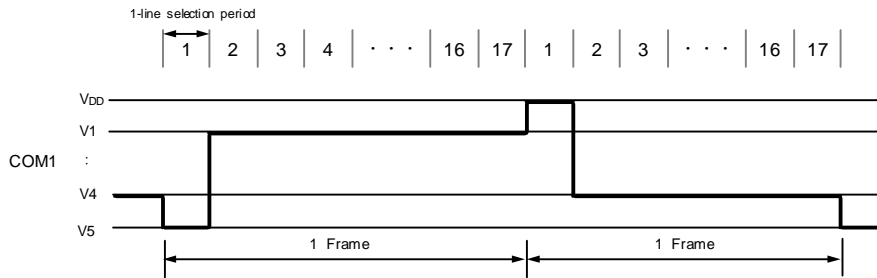 1-line selection period
1 2 3 4 · · · 16 17 1 2 3 · · · 16 17
VDD
V1
COM1 :
V4
V5
1 Frame 1 Frame